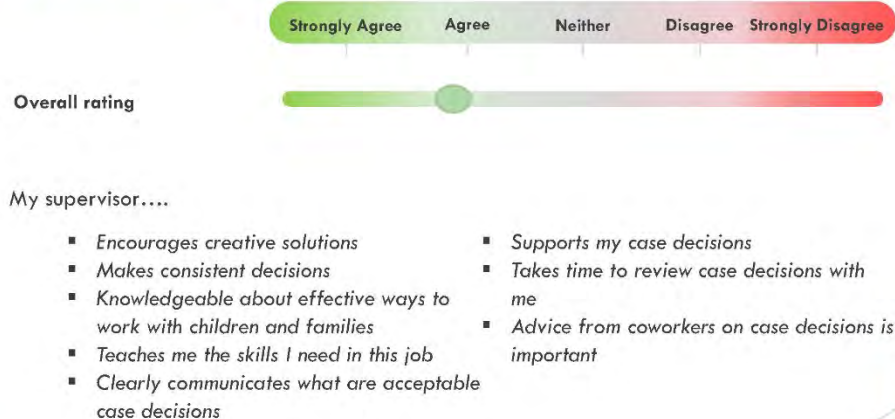 Strongly Agree Agree Neither Disagree Strongly Disagree
Overall rating
My supervisor....
▪ Encourages creative solutions
▪ Makes consistent decisions
▪ Knowledgeable about effective ways to
work with children and families
▪ Teaches me the skills I need in this job
▪ Clearly communicates what are acceptable
case decisions
▪ Supports my case decisions
▪ Takes time to review case decisions with
me
▪ Advice from coworkers on case decisions is
important